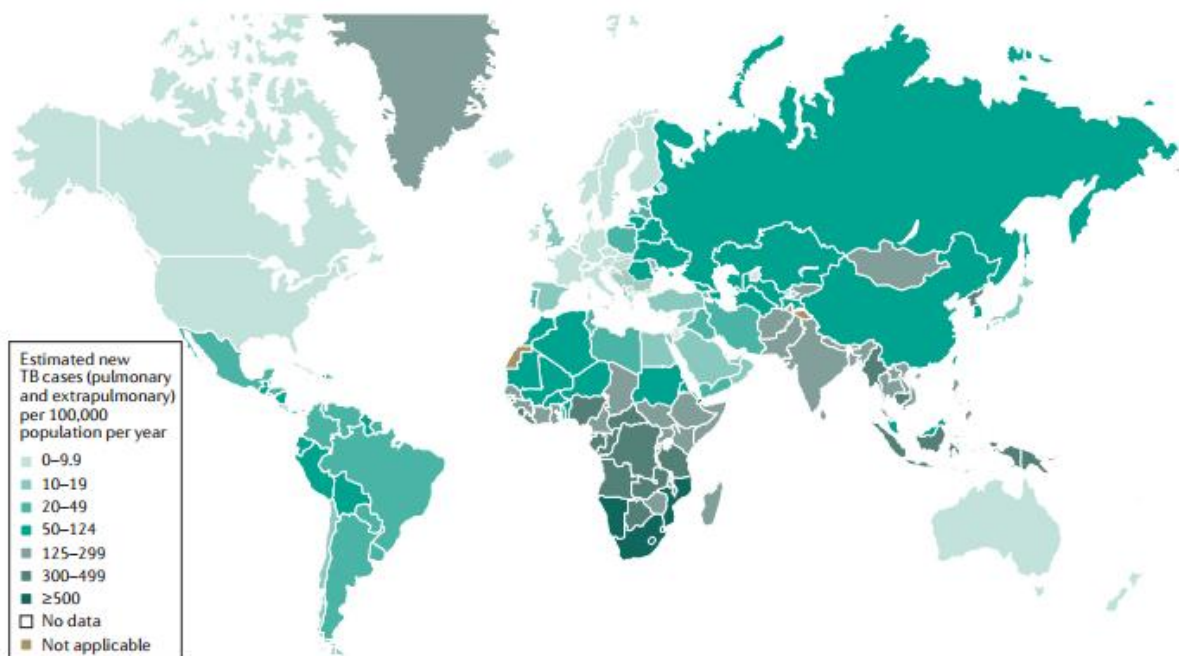 Estimated new
TB cases (pulmonary
and extrapulmonary)
per 100,000
population per year
0–9.9
10–19
20–49
50–124
125–299
300–499
≥500
No data
Not applicable